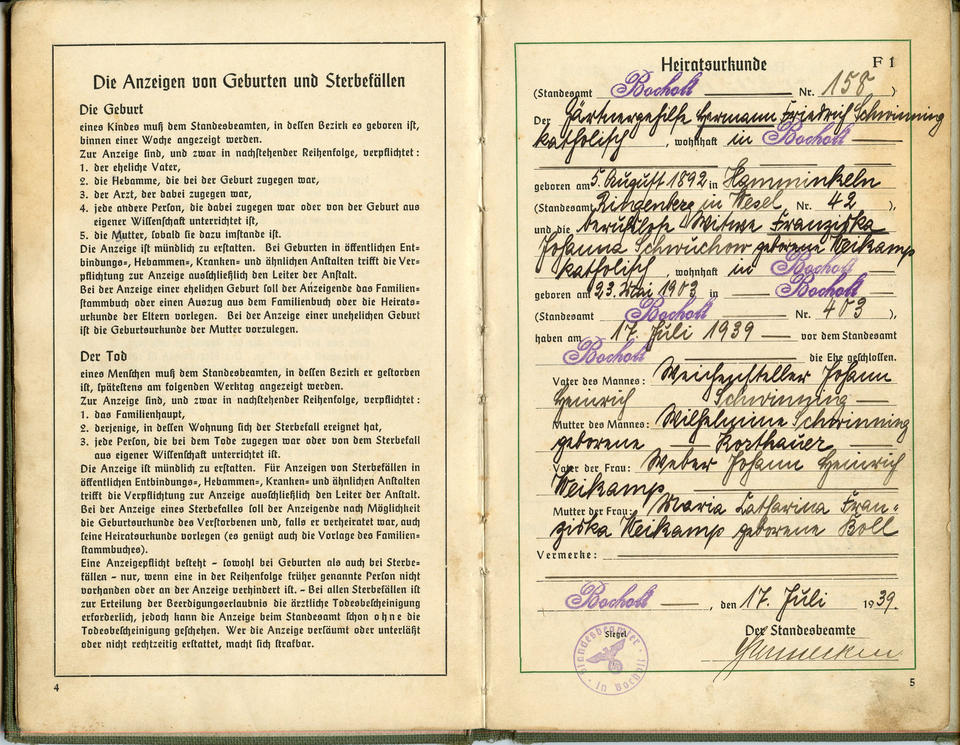 Die Anzeigen von Geburten und Sterbefällen
Die Geburt
eines Kindes muß dem Standesbeamten, in dessen Bezirk es geboren ist,
binnen einer Woche angezeigt werden.
Zur Anzeige sind, und zwar in nachstehender Reihenfolge, verpflichtet:
1. der eheliche Vater,
2. die Hebamme, die bei der Geburt zugegen war,
3. der Arzt, der dabei zugegen war,
4. jede andere Person, die dabei zugegen war oder von der Geburt aus
eigener Wissenschaft unterrichtet ist,
5. die Mutter, sobald sie dazu imstande ist.
Die Anzeige ist mündlich zu erstatten. Bei Geburten in öffentlichen Ent-
bindungs-, Hebammen-, Kranken- und ähnlichen Anstalten trifft die Ver-
pflichtung zur Anzeige ausschließlich den Leiter der Anstalt.
Bei der Anzeige einer ehelichen Geburt soll der Anzeigende das Familien-
stammbuch oder einen Auszug aus dem Familienbuch oder die Heirats-
urkunde der Eltern vorlegen. Bei der Anzeige einer unehelichen Geburt
ist die Geburtsurkunde der Mutter vorzulegen.
Der Tod
eines Menschen muß dem Standesbeamten, in dessen Bezirk er gestorben
ist, spätestens am folgenden Werktag angezeigt werden.
Zur Anzeige sind, und zwar in nachstehender Reihenfolge, verpflichtet:
1. das Familienhaupt,
2. derjenige, in dessen Wohnung sich der Sterbefall ereignet hat,
3. jede Person, die bei dem Tode zugegen war oder von dem Sterbefall
aus eigener Wissenschaft unterrichtet ist.
Die Anzeige ist mündlich zu erstatten. Für Anzeigen von Sterbefällen in
öffentlichen Entbindungs-, Hebammen-, Kranken- und ähnlichen Anstalten
trifft die Verpflichtung zur Anzeige ausschließlich den Leiter der Anstalt.
Bei der Anzeige eines Sterbefalles soll der Anzeigende nach Möglichkeit
die Geburtsurkunde des Verstorbenen und, falls er verheiratet war, auch
seine Heiratsurkunde vorlegen (es genügt auch die Vorlage des Familien-
stammbuches).
Eine Anzeigepflicht besteht - sowohl bei Geburten als auch bei Sterbe-
fällen - nur, wenn eine in der Reihenfolge früher genannte Person nicht
vorhanden oder an der Anzeige verhindert ist. - Bei allen Sterbefällen ist
zur Erteilung der Beerdigungserlaubnis die ärztliche Todesbescheinigung
erforderlich, jedoch kann die Anzeige beim Standesamt schon ohne die
Todesbescheinigung geschehen. Wer die Anzeige versäumt oder unterläßt
oder nicht rechtzeitig erstattet, macht sich strafbar.
4
Heiratsurkunde F 1
(Standesamt Bocholt Nr. 158)
Der Gärtnergehilfe Hermann Friedrich Schwinning
katholisch, wohnhaft in Bocholt
geboren am 5. August 1892 in Hamminkeln
(Standesamt Ringenberg in Wesel Nr. 42),
und die berufslose Witwe Franziska
Johanna Schwuchow geborene Weikamp
katholisch, wohnhaft in Bocholt
geboren am 23. Mai 1903 in Bocholt
(Standesamt Bocholt Nr. 403),
haben am 17. Juli 1939 vor dem Standesamt
Bocholt die Ehe geschlossen.
Vater des Mannes: Weichensteller Johann
Heinrich Schwinning
Mutter des Mannes: Wilhelmine Schwinning
geborene Korthauer
Vater der Frau: Weber Johann Heinrich
Weikamp
Mutter der Frau: Maria Catharina Fran-
ziska Weikamp geborene Boll
Vermerke:
Bocholt, den 17. Juli 1939.
Siegel
Standesbeamter in Bocholt
Der Standesbeamte
5